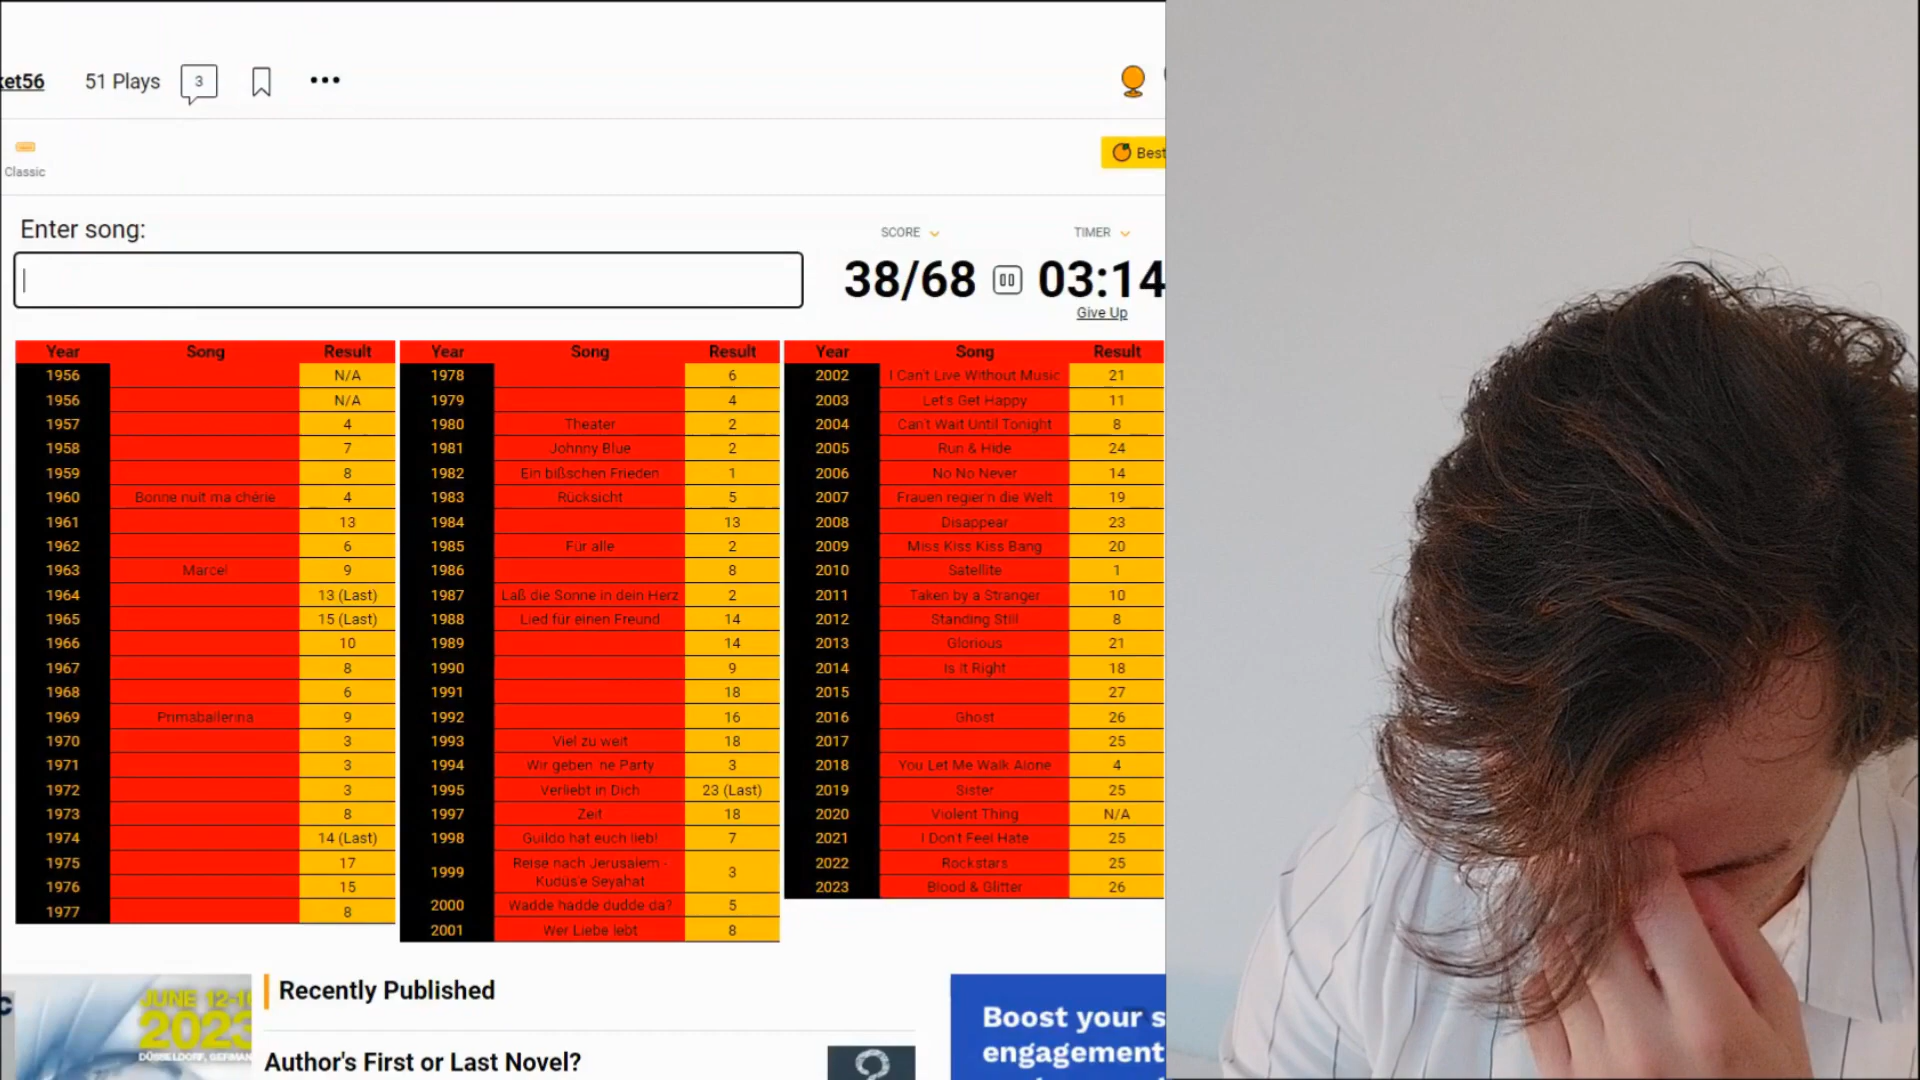 ket56 51 Plays 3
Classic
Best
Enter song:
SCORE TIMER
38/68 03:14
Give Up
Year Song Result
1956 N/A
1956 N/A
1957 4
1958 7
1959 8
1960 Bonne nuit ma chérie 4
1961 13
1962 6
1963 Marcel 9
1964 13 (Last)
1965 15 (Last)
1966 10
1967 8
1968 6
1969 Primaballerina 9
1970 3
1971 3
1972 3
1973 8
1974 14 (Last)
1975 17
1976 15
1977 8
Year Song Result
1978 6
1979 4
1980 Theater 2
1981 Johnny Blue 2
1982 Ein bißschen Frieden 1
1983 Rücksicht 5
1984 13
1985 Für alle 2
1986 8
1987 Laß die Sonne in dein Herz 2
1988 Lied für einen Freund 14
1989 14
1990 9
1991 18
1992 16
1993 Viel zu weit 18
1994 Wir geben 'ne Party 3
1995 Verliebt in Dich 23 (Last)
1997 Zeit 18
1998 Guildo hat euch lieb! 7
1999 Reise nach Jerusalem - 3
Kudüs'e Seyahat
2000 Wadde hadde dudde da? 5
2001 Wer Liebe lebt 8
Year Song Result
2002 I Can't Live Without Music 21
2003 Let's Get Happy 11
2004 Can't Wait Until Tonight 8
2005 Run & Hide 24
2006 No No Never 14
2007 Frauen regier'n die Welt 19
2008 Disappear 23
2009 Miss Kiss Kiss Bang 20
2010 Satellite 1
2011 Taken by a Stranger 10
2012 Standing Still 8
2013 Glorious 21
2014 Is It Right 18
2015 27
2016 Ghost 26
2017 25
2018 You Let Me Walk Alone 4
2019 Sister 25
2020 Violent Thing N/A
2021 I Don't Feel Hate 25
2022 Rockstars 25
2023 Blood & Glitter 26
c
JUNE 12-1
2023
DÜSSELDORF, GERMAN
Recently Published
Author's First or Last Novel?
Boost your s
engagement